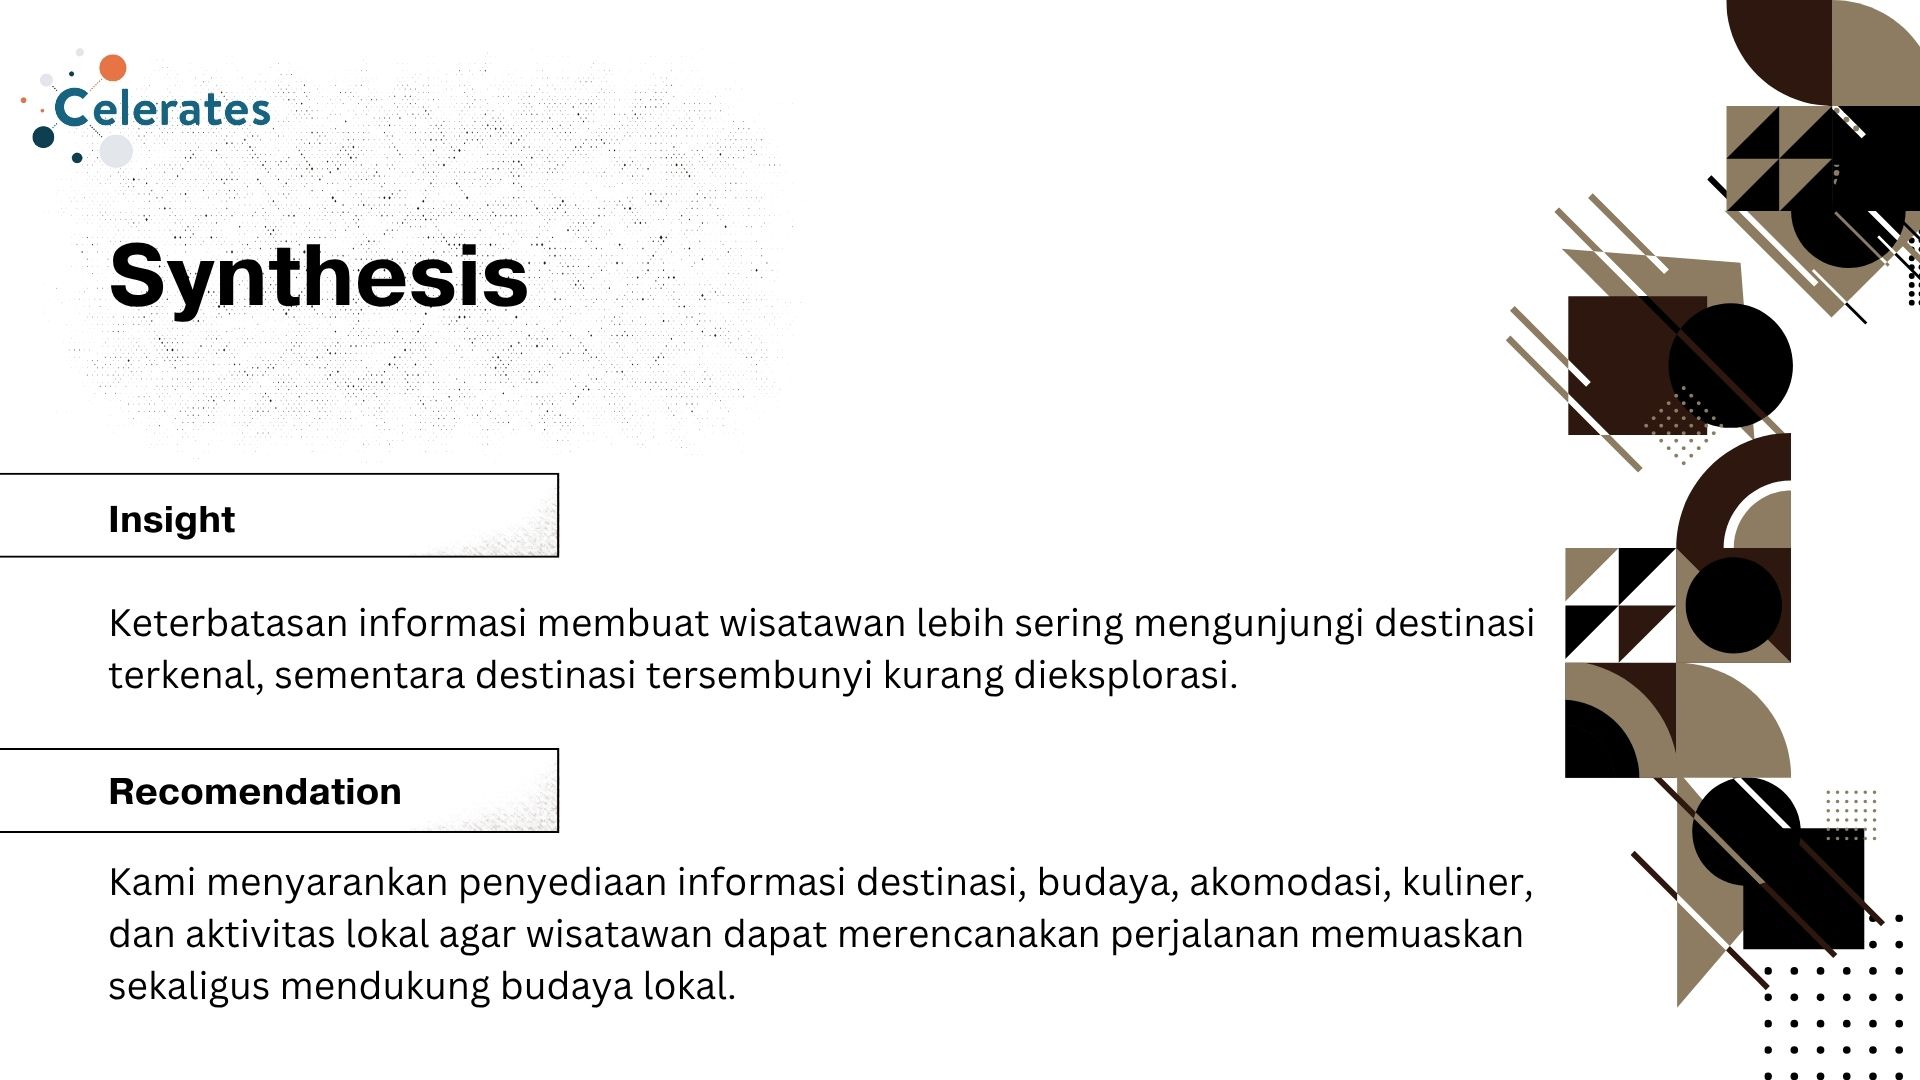 Celerates
Synthesis
Insight
Keterbatasan informasi membuat wisatawan lebih sering mengunjungi destinasi
terkenal, sementara destinasi tersembunyi kurang dieksplorasi.
Recomendation
Kami menyarankan penyediaan informasi destinasi, budaya, akomodasi, kuliner,
dan aktivitas lokal agar wisatawan dapat merencanakan perjalanan memuaskan
sekaligus mendukung budaya lokal.